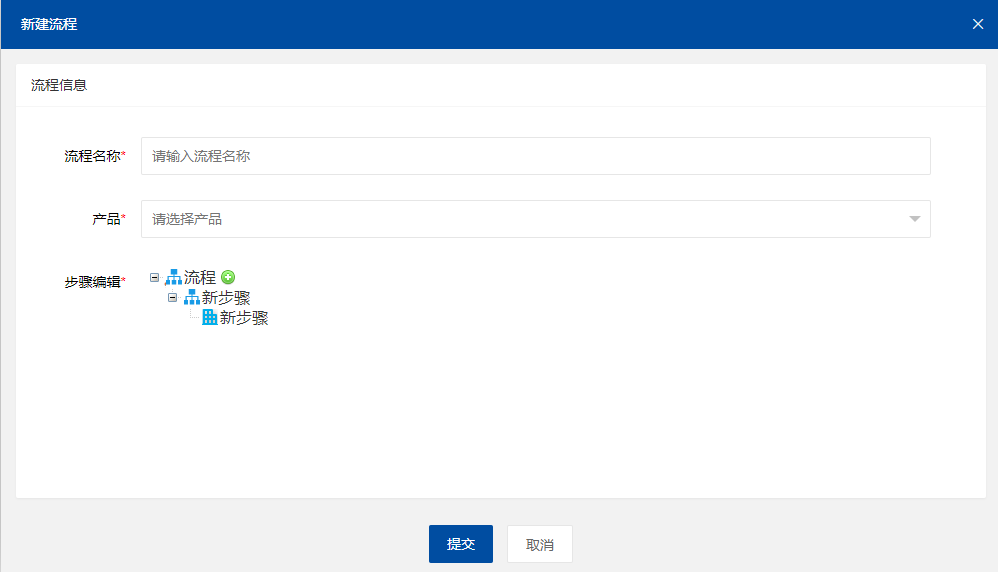 新建流程
流程信息
流程名称*
请输入流程名称
产品*
请选择产品
步骤编辑*
流程
新步骤
新步骤
提交
取消